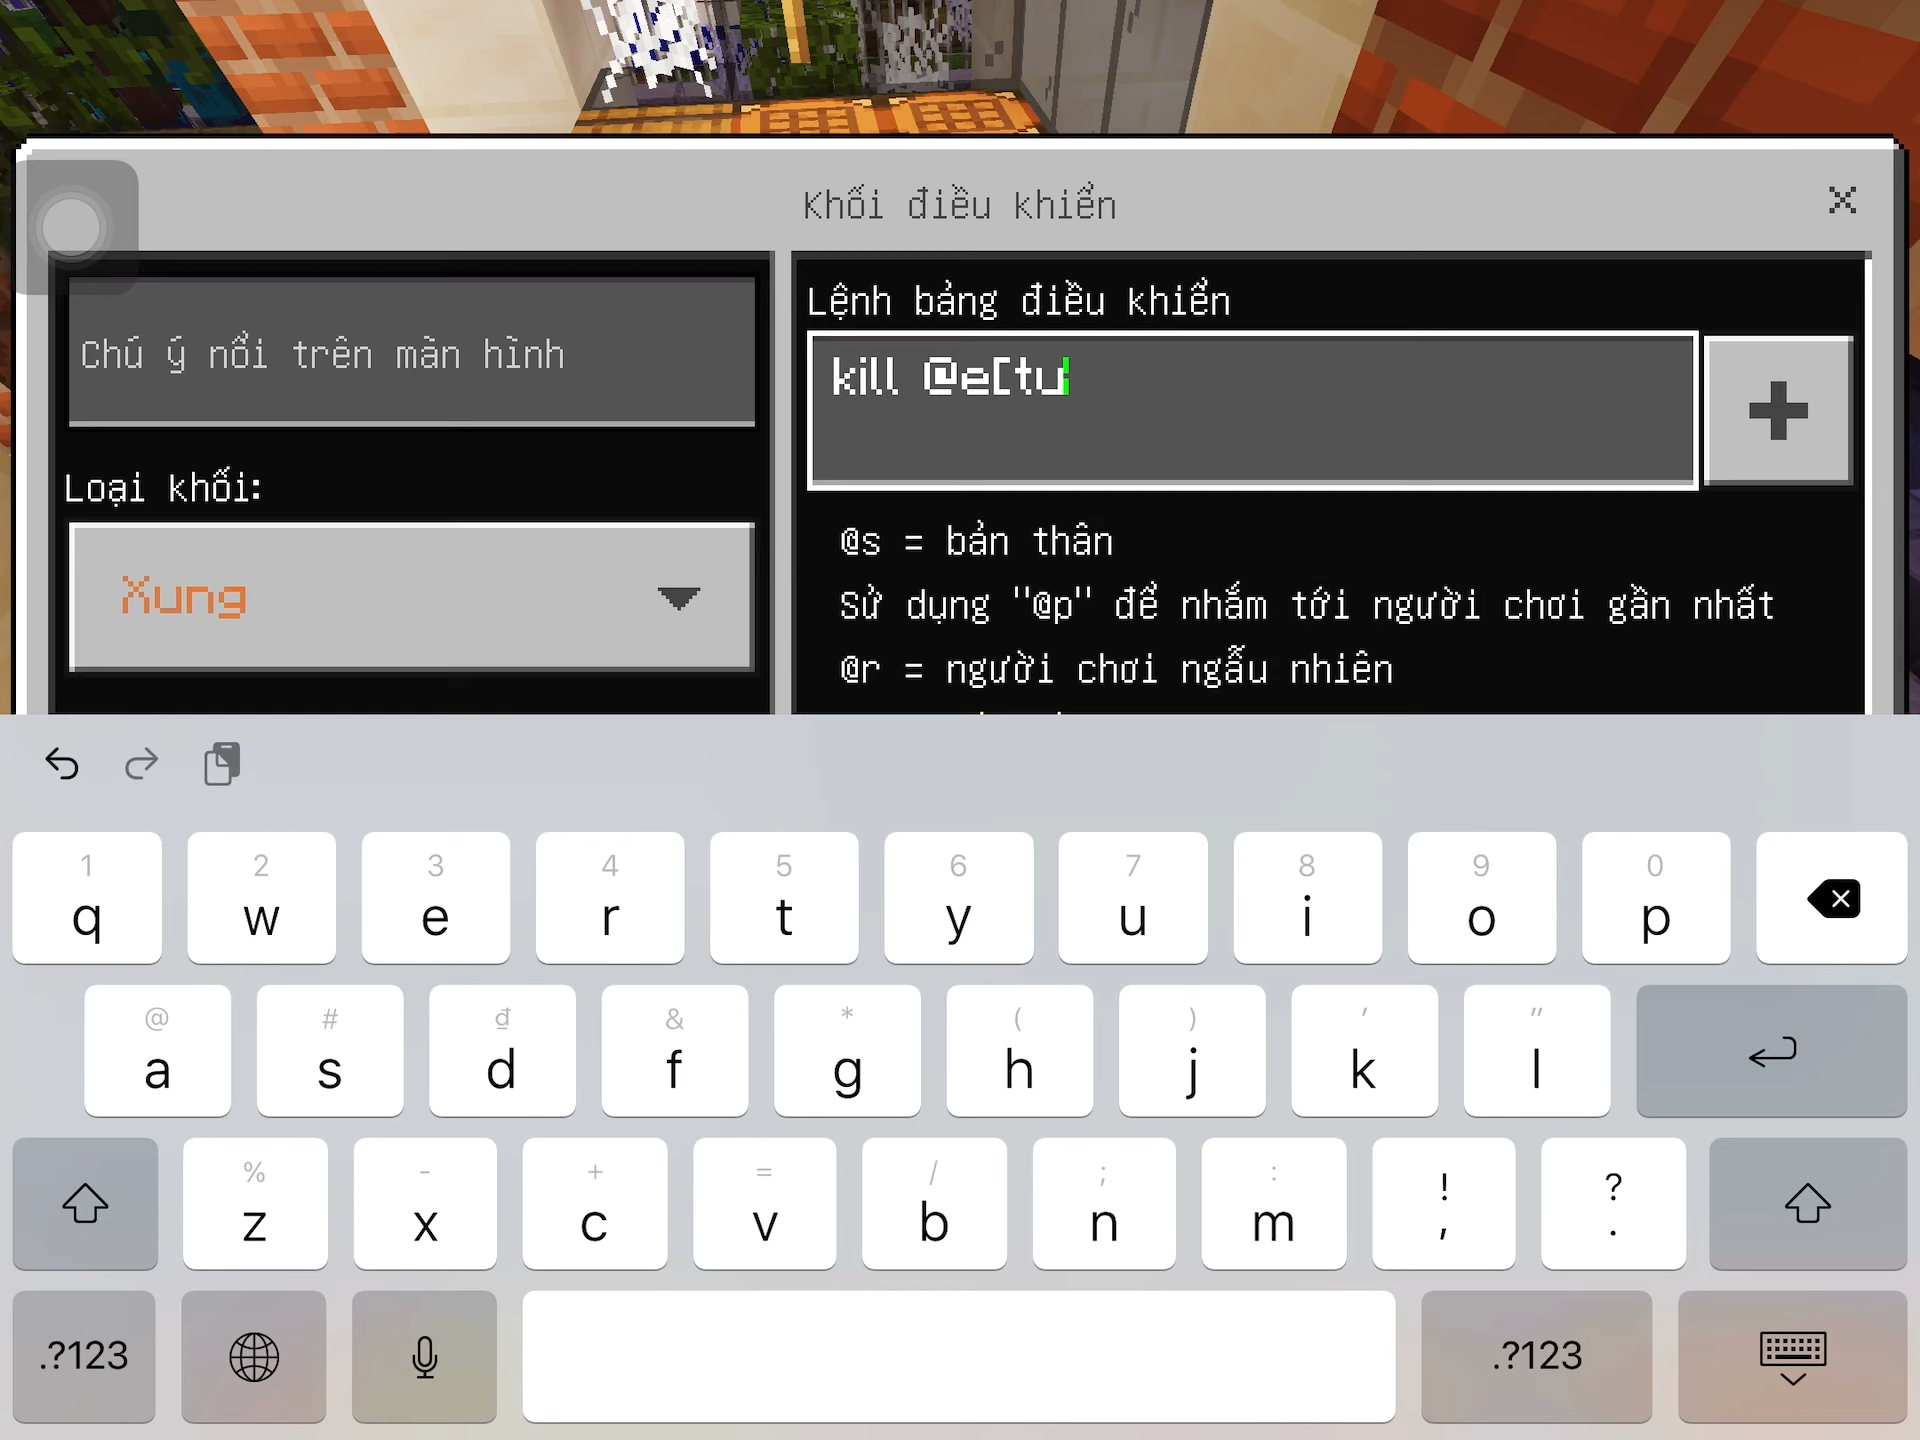 Khối điều khiển
Chú ý nổi trên màn hình
Loại khối:
Xung
Lệnh bảng điều khiển
kill @e[tu
@s = bản thân
Sử dụng "@p" để nhắm tới người chơi gần nhất
@r = người chơi ngẫu nhiên
1 2 3 4 5 6 7 8 9 0
q w e r t y u i o p
@ # đ & * ( ) ' "
a s d f g h j k l
% - + = / ; : ! ?
z x c v b n m , .
.?123 .?123